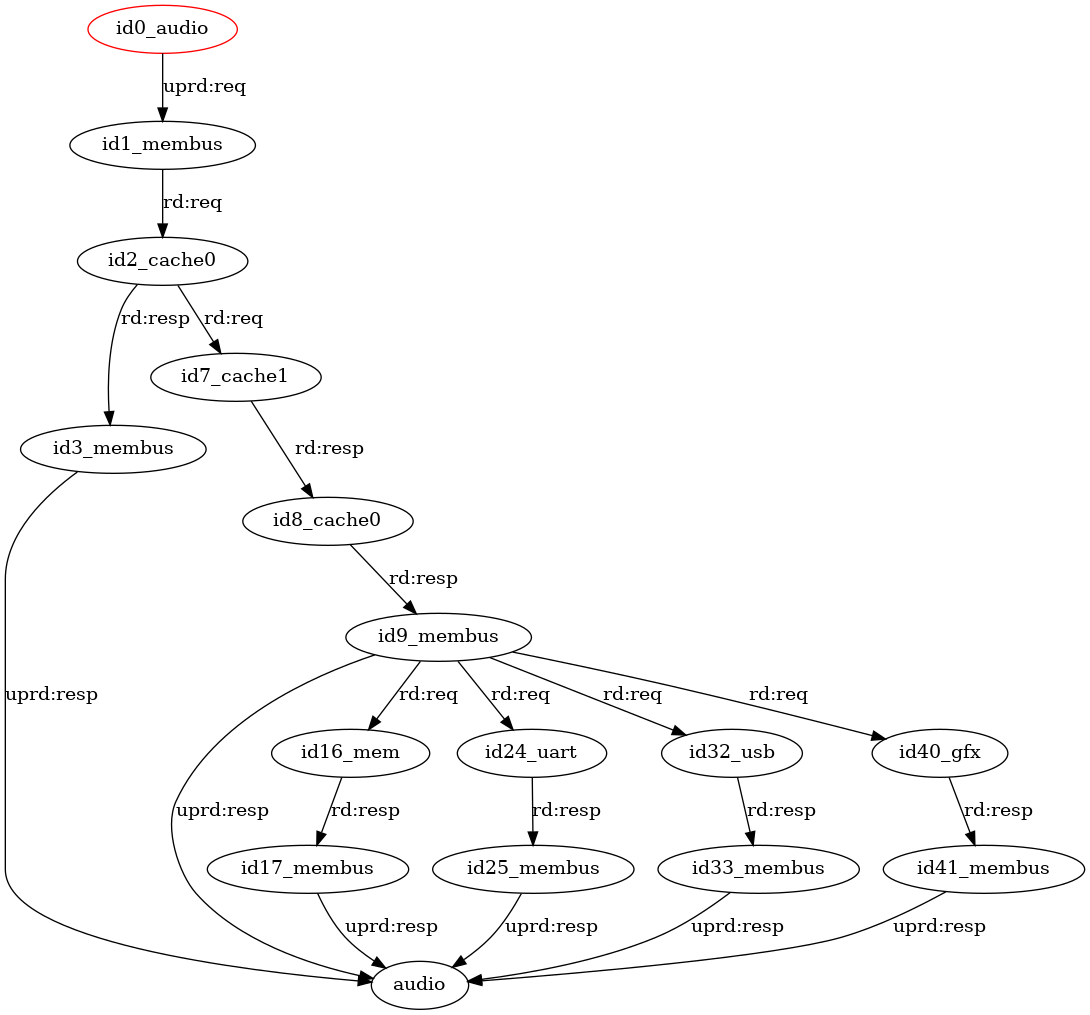 id0_audio
uprd:req
id1_membus
rd:req
id2_cache0
rd:resp
rd:req
id7_cache1
id3_membus
rd:resp
id8_cache0
rd:resp
id9_membus
uprd:resp
rd:req
rd:req
rd:req
rd:req
id16_mem
id24_uart
id32_usb
id40_gfx
uprd:resp
rd:resp
rd:resp
rd:resp
rd:resp
id17_membus
id25_membus
id33_membus
id41_membus
uprd:resp
uprd:resp
uprd:resp
uprd:resp
audio